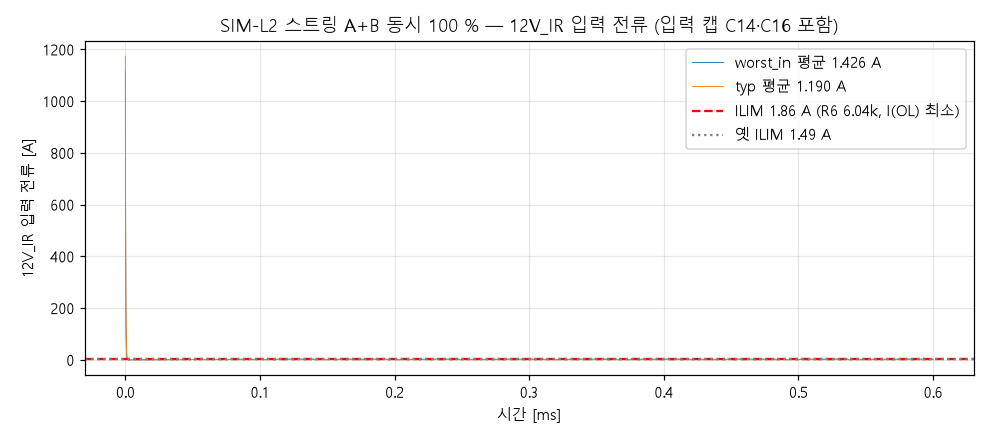 SIM-L2 스트링 A+B 동시 100 % — 12V_IR 입력 전류 (입력 캡 C14·C16 포함)
12V_IR 입력 전류 [A]
1200
1000
800
600
400
200
0
worst_in 평균 1.426 A
typ 평균 1.190 A
ILIM 1.86 A (R6 6.04k, I(OL) 최소)
옛 ILIM 1.49 A
0.0 0.1 0.2 0.3 0.4 0.5 0.6
시간 [ms]